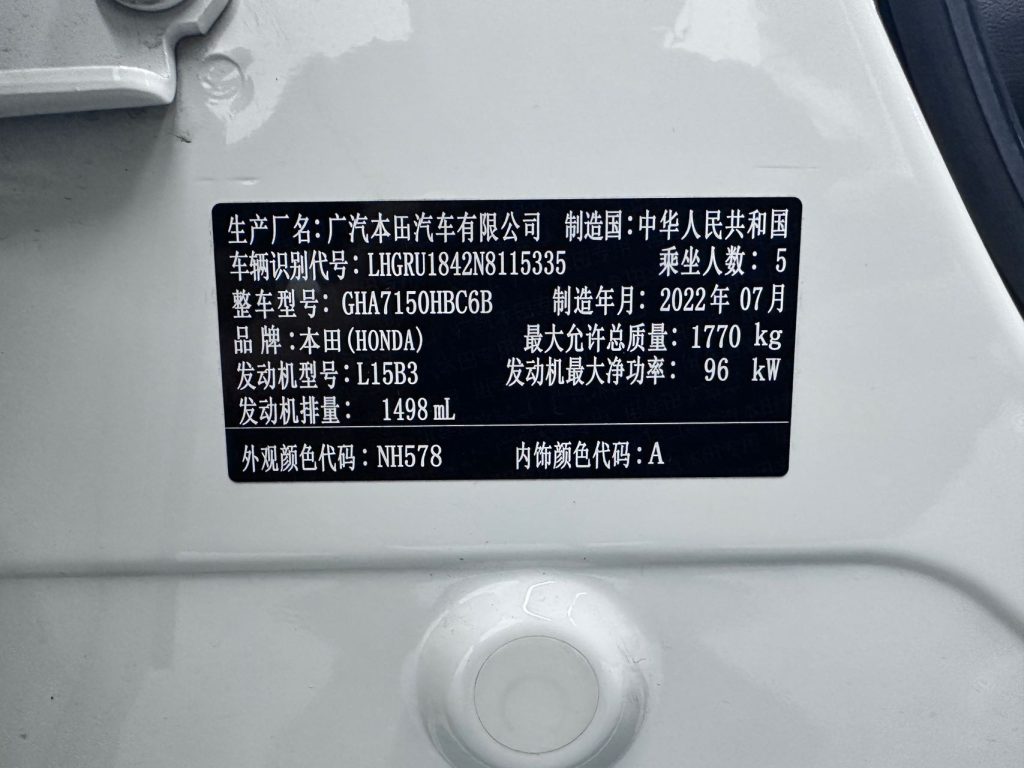 生产厂名:广汽本田汽车有限公司 制造国:中华人民共和国
车辆识别代号:LHGRU1842N8115335 乘坐人数: 5
整车型号: GHA7150HBC6B 制造年月: 2022年 07月
品 牌:本田(HONDA) 最大允许总质量: 1770 kg
发动机型号: L15B3 发动机最大净功率: 96 kW
发动机排量: 1498 mL
外观颜色代码: NH578 内饰颜色代码: A